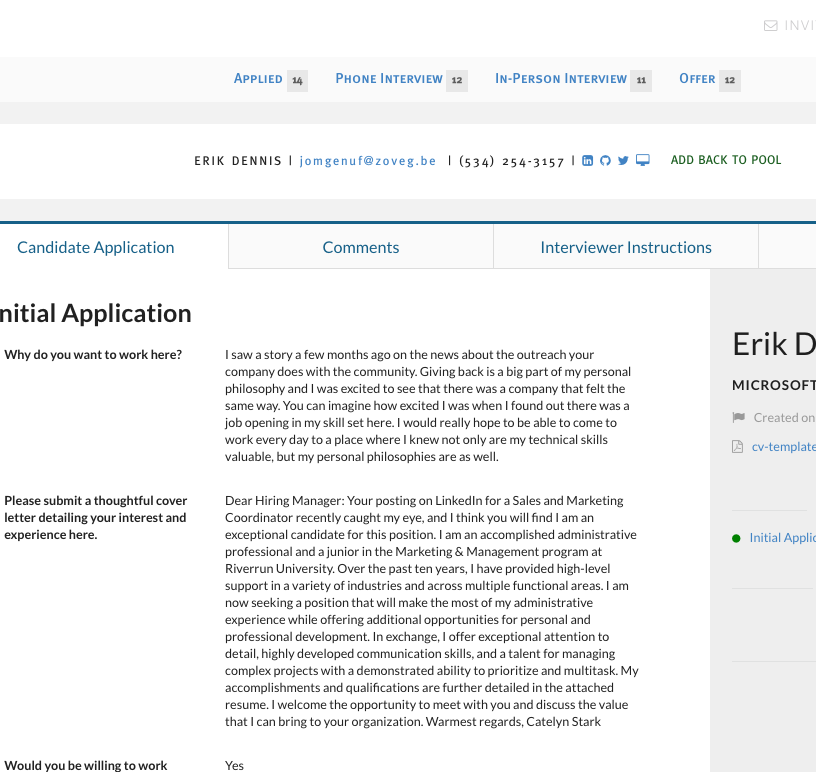 INVI
APPLIED 14 PHONE INTERVIEW 12 IN-PERSON INTERVIEW 11 OFFER 12
ERIK DENNIS | jomgenuf@zoveg.be | (534) 254-3157 | ADD BACK TO POOL
Candidate Application Comments Interviewer Instructions
nitial Application
Why do you want to work here?
I saw a story a few months ago on the news about the outreach your
company does with the community. Giving back is a big part of my personal
philosophy and I was excited to see that there was a company that felt the
same way. You can imagine how excited I was when I found out there was a
job opening in my skill set here. I would really hope to be able to come to
work every day to a place where I knew not only are my technical skills
valuable, but my personal philosophies are as well.
Please submit a thoughtful cover
letter detailing your interest and
experience here.
Dear Hiring Manager: Your posting on LinkedIn for a Sales and Marketing
Coordinator recently caught my eye, and I think you will find I am an
exceptional candidate for this position. I am an accomplished administrative
professional and a junior in the Marketing & Management program at
Riverrun University. Over the past ten years, I have provided high-level
support in a variety of industries and across multiple functional areas. I am
now seeking a position that will make the most of my administrative
experience while offering additional opportunities for personal and
professional development. In exchange, I offer exceptional attention to
detail, highly developed communication skills, and a talent for managing
complex projects with a demonstrated ability to prioritize and multitask. My
accomplishments and qualifications are further detailed in the attached
resume. I welcome the opportunity to meet with you and discuss the value
that I can bring to your organization. Warmest regards, Catelyn Stark
Would you be willing to work
Yes
Erik D
MICROSOFT
Created on
cv-template
Initial Applic